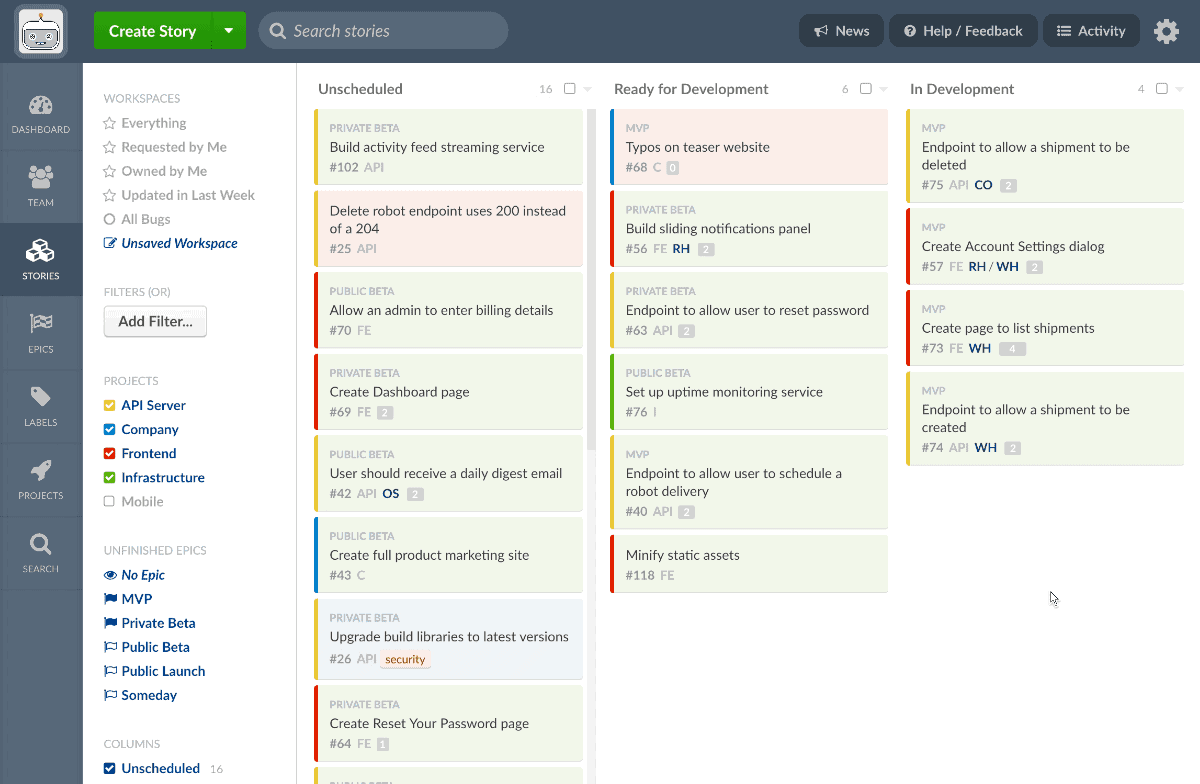 Create Story
Search stories
News
Help / Feedback
Activity
DASHBOARD
TEAM
STORIES
EPICS
LABELS
PROJECTS
SEARCH
WORKSPACES
Everything
Requested by Me
Owned by Me
Updated in Last Week
All Bugs
Unsaved Workspace
FILTERS (OR)
Add Filter...
PROJECTS
API Server
Company
Frontend
Infrastructure
Mobile
UNFINISHED EPICS
No Epic
MVP
Private Beta
Public Beta
Public Launch
Someday
COLUMNS
Unscheduled 16
Unscheduled 16
PRIVATE BETA
Build activity feed streaming service
#102 API
Delete robot endpoint uses 200 instead
of a 204
#25 API
PUBLIC BETA
Allow an admin to enter billing details
#70 FE
PRIVATE BETA
Create Dashboard page
#69 FE 2
PUBLIC BETA
User should receive a daily digest email
#42 API OS 2
PUBLIC BETA
Create full product marketing site
#43 C
PRIVATE BETA
Upgrade build libraries to latest versions
#26 API security
PRIVATE BETA
Create Reset Your Password page
#64 FE 1
PUBLIC BETA
Ready for Development 6
MVP
Typos on teaser website
#68 C 0
PRIVATE BETA
Build sliding notifications panel
#56 FE RH 2
PRIVATE BETA
Endpoint to allow user to reset password
#63 API 2
PUBLIC BETA
Set up uptime monitoring service
#76 I
MVP
Endpoint to allow user to schedule a
robot delivery
#40 API 2
Minify static assets
#118 FE
In Development 4
MVP
Endpoint to allow a shipment to be
deleted
#75 API CO 2
MVP
Create Account Settings dialog
#57 FE RH / WH 2
MVP
Create page to list shipments
#73 FE WH 4
MVP
Endpoint to allow a shipment to be
created
#74 API WH 2